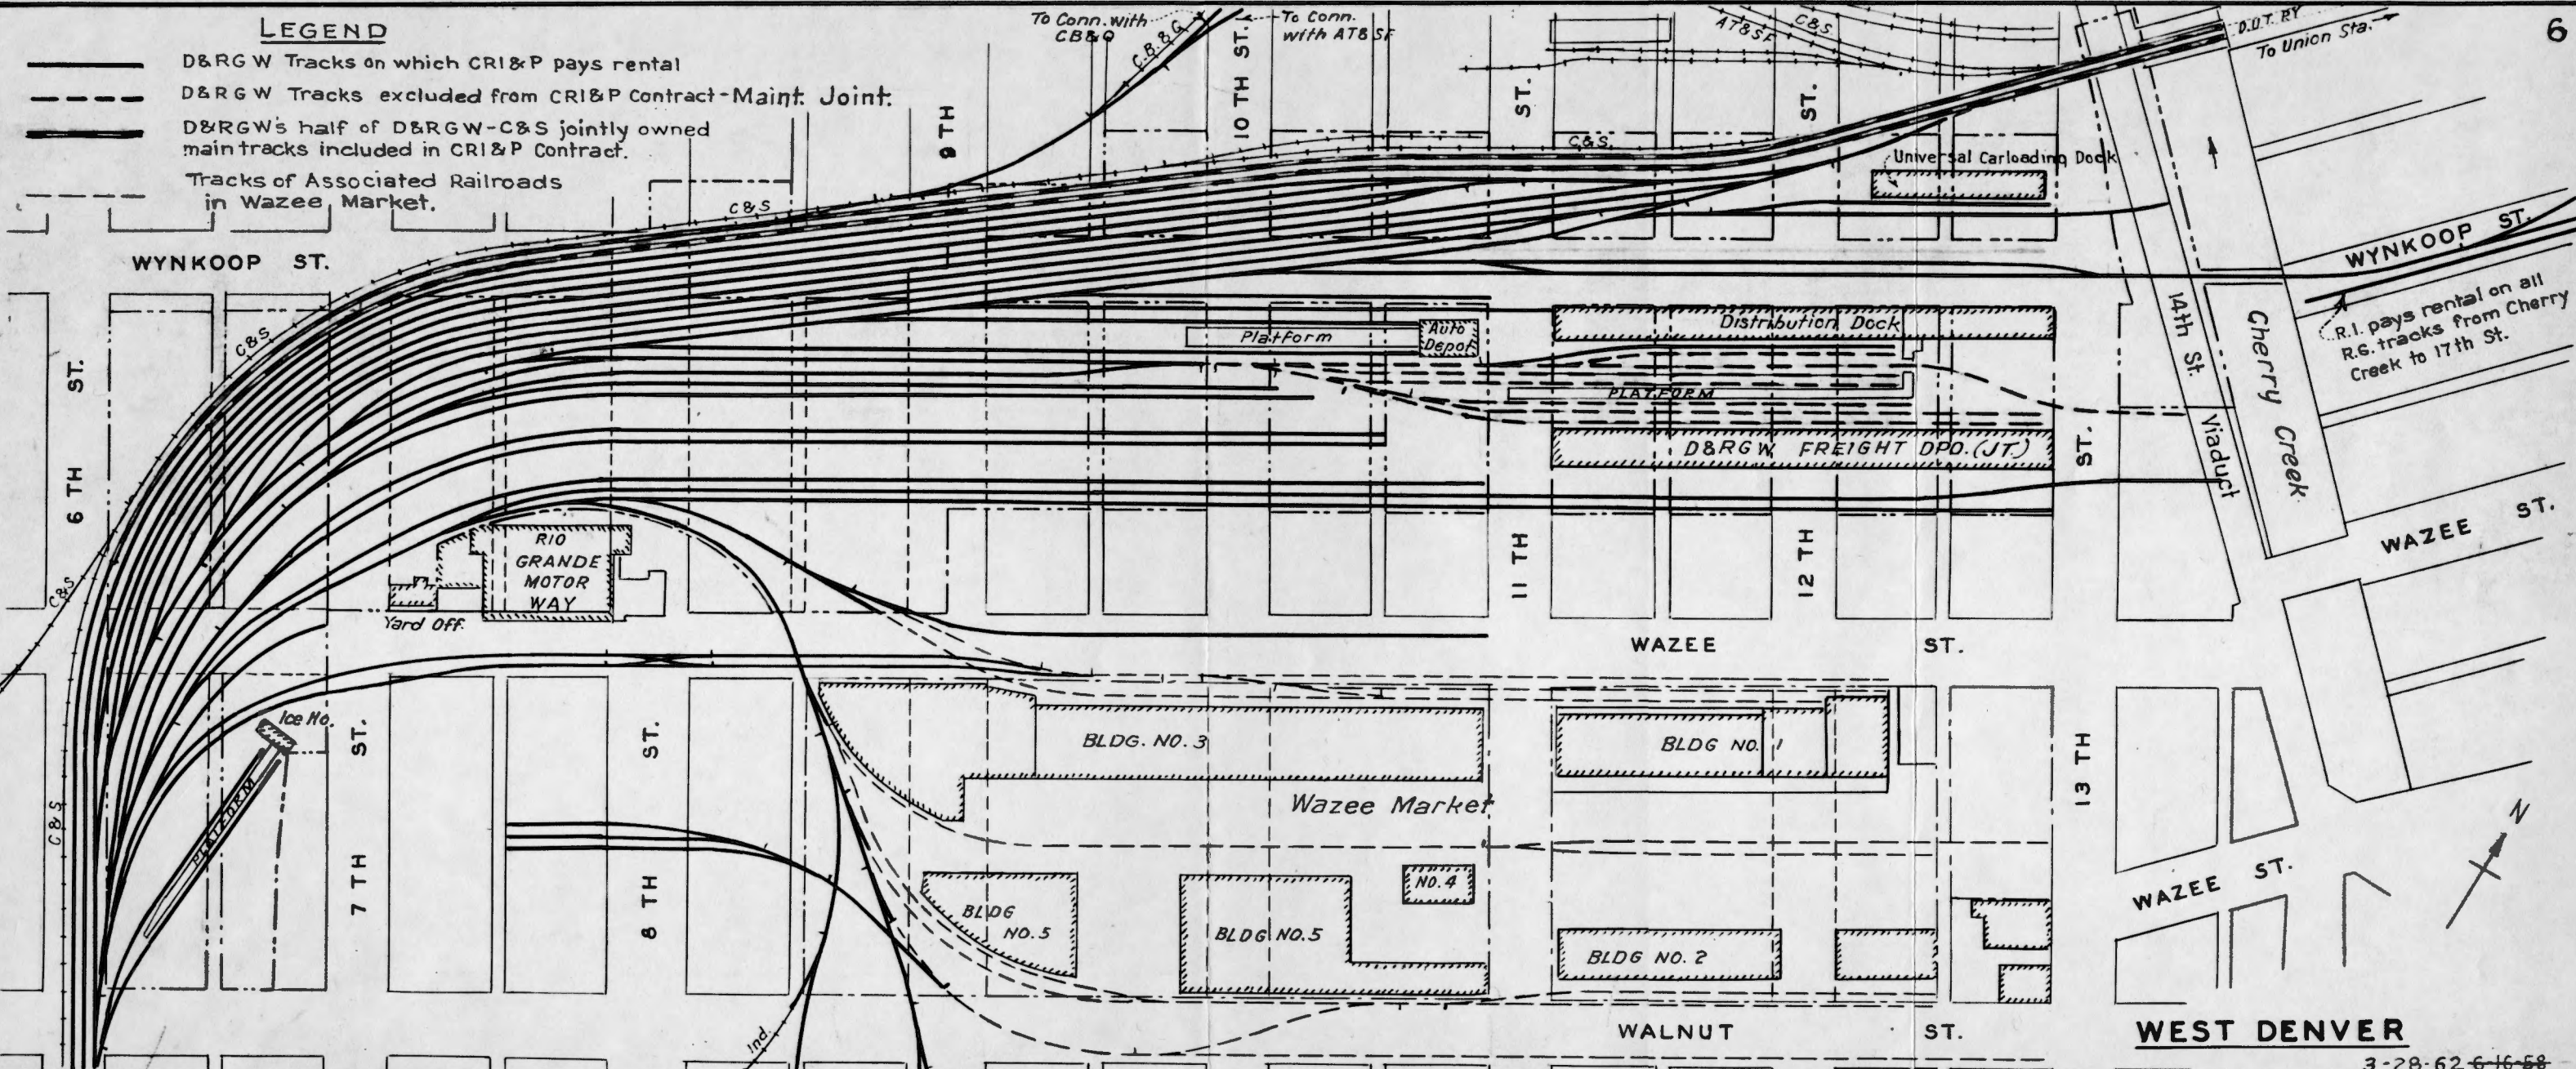 LEGEND
D&RGW Tracks on which CRI&P pays rental
D&RGW Tracks excluded from CRI&P Contract-Maint. Joint.
D&RGW's half of D&RGW-C&S jointly owned
main tracks included in CRI&P Contract.
Tracks of Associated Railroads
in Wazee Market.
To Conn. with
CB&Q
C.B.&Q.
To Conn.
with AT&SF
AT&SF
C&S
D.U.T. RY
To Union Sta.
6
9 TH
10 TH ST.
ST.
ST.
C&S
C&S
C&S
C&S
C&S
Universal Carloading Dock
WYNKOOP ST.
WYNKOOP ST.
R.I. pays rental on all
R.G. tracks from Cherry
Creek to 17th St.
14th St. Viaduct
Cherry Creek
Platform
Auto
Depot
Distribution Dock
PLATFORM
D&RGW FREIGHT DPO. (JT.)
6 TH ST.
11 TH
12 TH
13 TH ST.
RIO
GRANDE
MOTOR
WAY
Yard Off.
WAZEE ST.
WAZEE ST.
WAZEE ST.
Ice Ho.
PLATFORM
7 TH ST.
8 TH ST.
BLDG. NO. 3
BLDG NO. 1
Wazee Market
BLDG
NO. 5
BLDG NO. 5
NO. 4
BLDG NO. 2
N
Ind.
WALNUT ST.
WEST DENVER
3-28-62 6-16-58